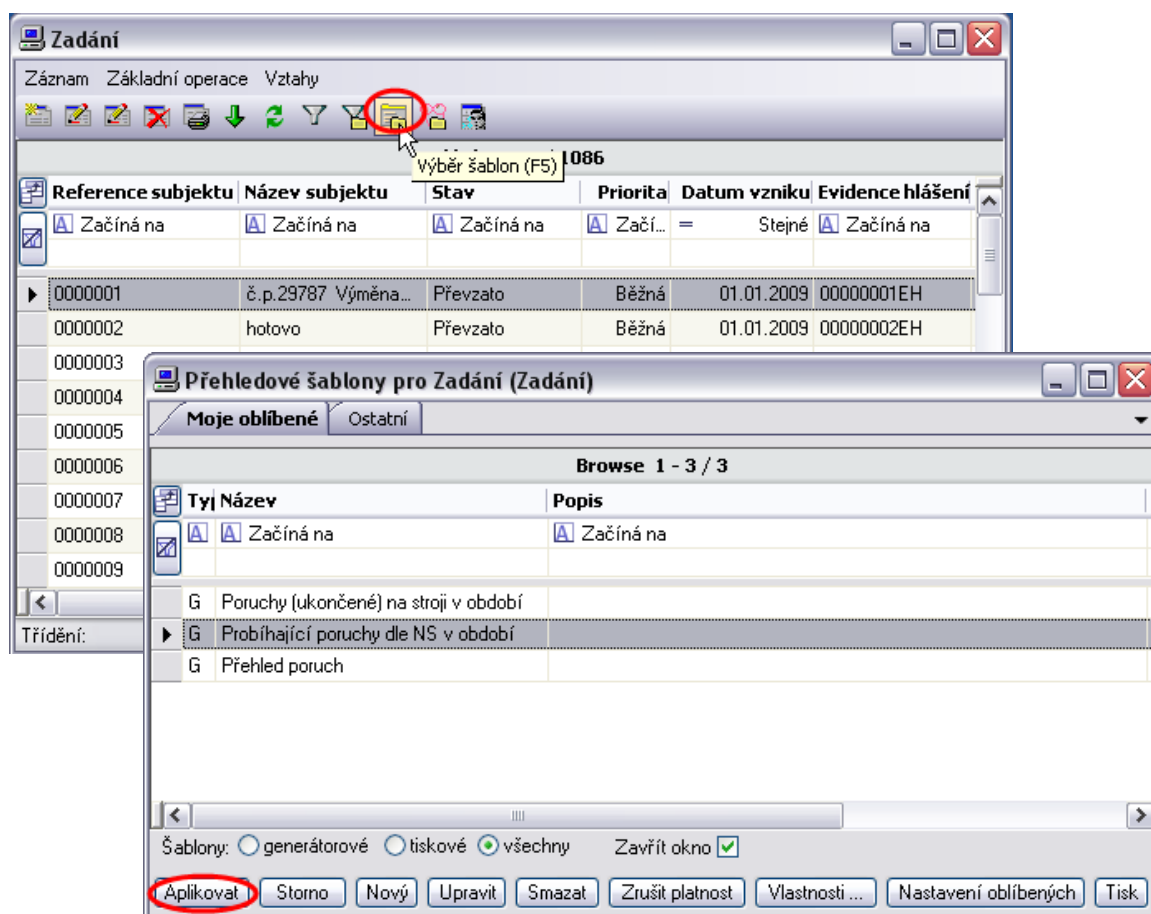 Zadání
Záznam Základní operace Vztahy
Výběr šablon (F5)
1086
Reference subjektu Název subjektu Stav Priorita Datum vzniku Evidence hlášení
Začíná na Začíná na Začíná na Začí... = Stejné Začíná na
0000001 č.p.29787 Výměna... Převzato Běžná 01.01.2009 00000001EH
0000002 hotovo Převzato Běžná 01.01.2009 00000002EH
0000003
0000004
0000005
0000006
0000007
0000008
0000009
Třídění:
Přehledové šablony pro Zadání (Zadání)
Moje oblíbené Ostatní
Browse 1 - 3 / 3
Typ Název Popis
Začíná na Začíná na
G Poruchy (ukončené) na stroji v období
G Probíhající poruchy dle NS v období
G Přehled poruch
Šablony: generátorové tiskové všechny Zavřít okno
Aplikovat Storno Nový Upravit Smazat Zrušit platnost Vlastnosti ... Nastavení oblíbených Tisk